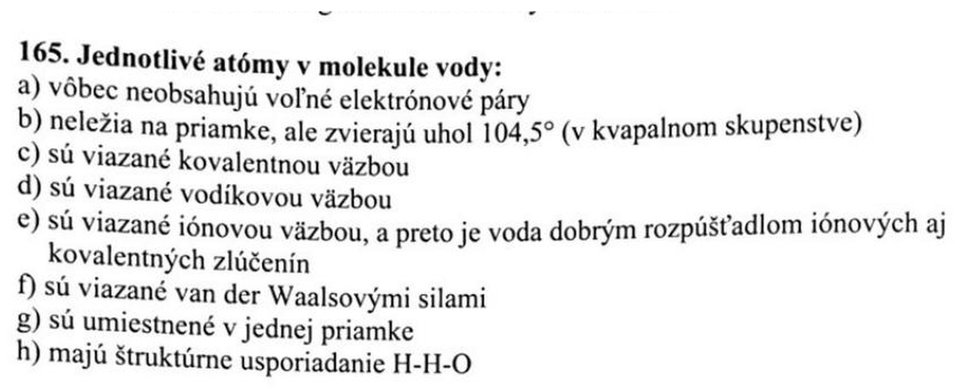 165. Jednotlivé atómy v molekule vody:
a) vôbec neobsahujú voľné elektrónové páry
b) neležia na priamke, ale zvierajú uhol 104,5° (v kvapalnom skupenstve)
c) sú viazané kovalentnou väzbou
d) sú viazané vodíkovou väzbou
e) sú viazané iónovou väzbou, a preto je voda dobrým rozpúšťadlom iónových aj
kovalentných zlúčenín
f) sú viazané van der Waalsovými silami
g) sú umiestnené v jednej priamke
h) majú štruktúrne usporiadanie H-H-O